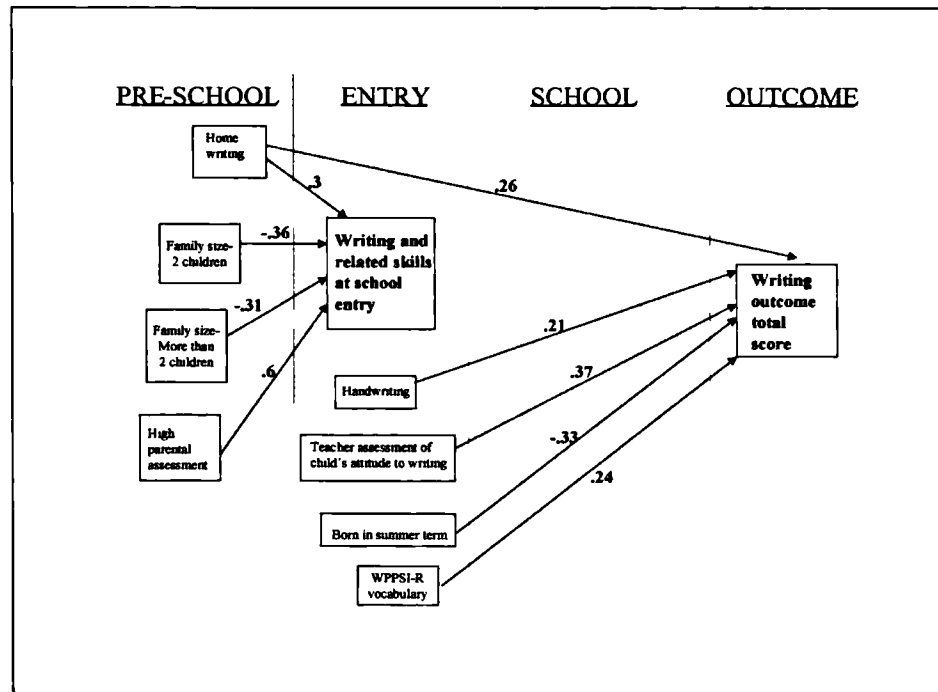 PRE-SCHOOL ENTRY SCHOOL OUTCOME
Home
writing
.3
.26
Family size-
2 children
-.36
Writing and
related skills
at school
entry
Family size-
More than
2 children
-.31
High
parental
assessment
.6
Handwriting
.21
Teacher assessment of
child's attitude to writing
.37
Born in summer term
-.33
WPPSI-R
vocabulary
.24
Writing
outcome
total
score